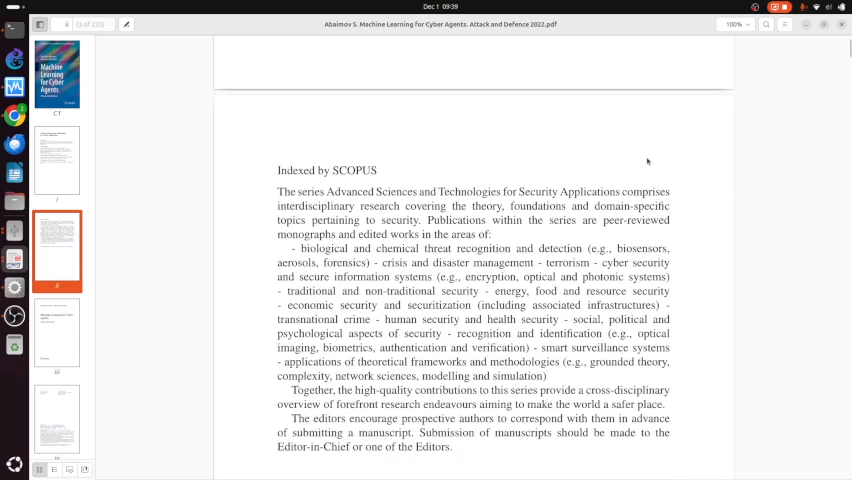 Dec 1 09:39
(3 of 235)
Abaimov S. Machine Learning for Cyber Agents. Attack and Defence 2022.pdf
100%
Machine
Learning
for Cyber
Agents
C1
i
ii
iii
2
Indexed by SCOPUS
The series Advanced Sciences and Technologies for Security Applications comprises
interdisciplinary research covering the theory, foundations and domain-specific
topics pertaining to security. Publications within the series are peer-reviewed
monographs and edited works in the areas of:
- biological and chemical threat recognition and detection (e.g., biosensors,
aerosols, forensics) - crisis and disaster management - terrorism - cyber security
and secure information systems (e.g., encryption, optical and photonic systems)
- traditional and non-traditional security - energy, food and resource security
- economic security and securitization (including associated infrastructures) -
transnational crime - human security and health security - social, political and
psychological aspects of security - recognition and identification (e.g., optical
imaging, biometrics, authentication and verification) - smart surveillance systems
- applications of theoretical frameworks and methodologies (e.g., grounded theory,
complexity, network sciences, modelling and simulation)
Together, the high-quality contributions to this series provide a cross-disciplinary
overview of forefront research endeavours aiming to make the world a safer place.
The editors encourage prospective authors to correspond with them in advance
of submitting a manuscript. Submission of manuscripts should be made to the
Editor-in-Chief or one of the Editors.